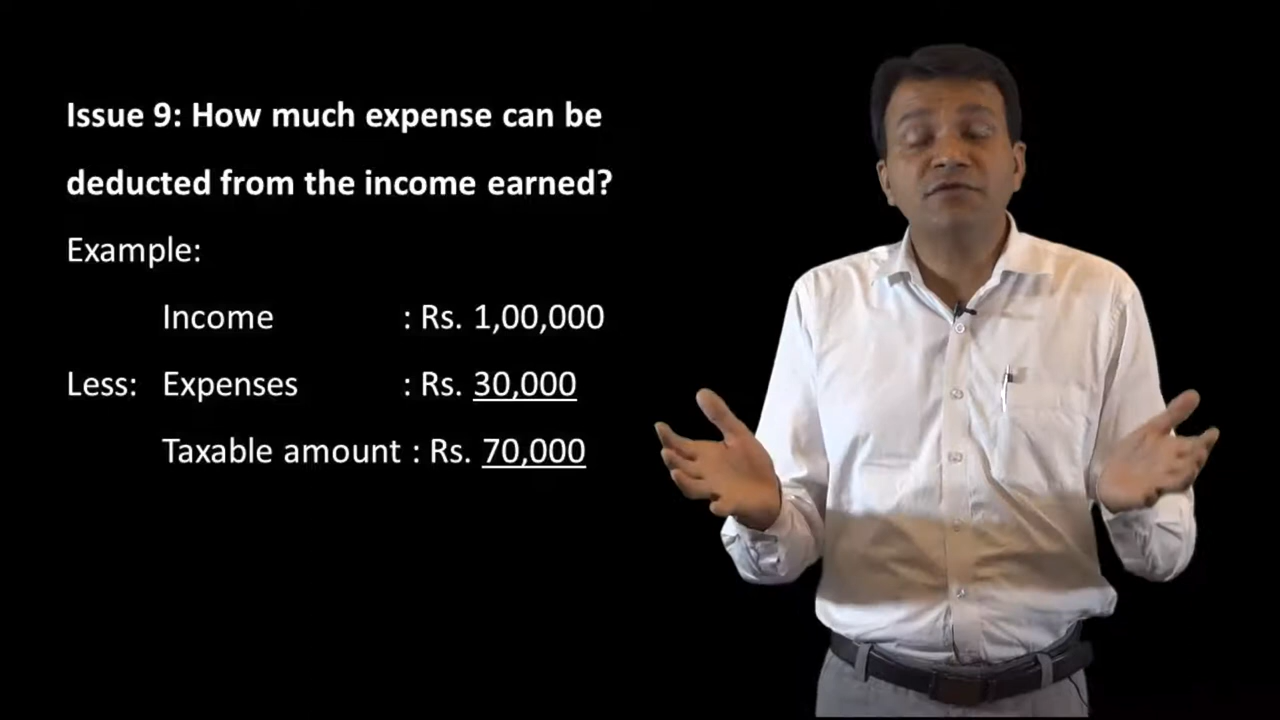 Issue 9: How much expense can be
deducted from the income earned?
Example:
Income : Rs. 1,00,000
Less: Expenses : Rs. 30,000
Taxable amount : Rs. 70,000